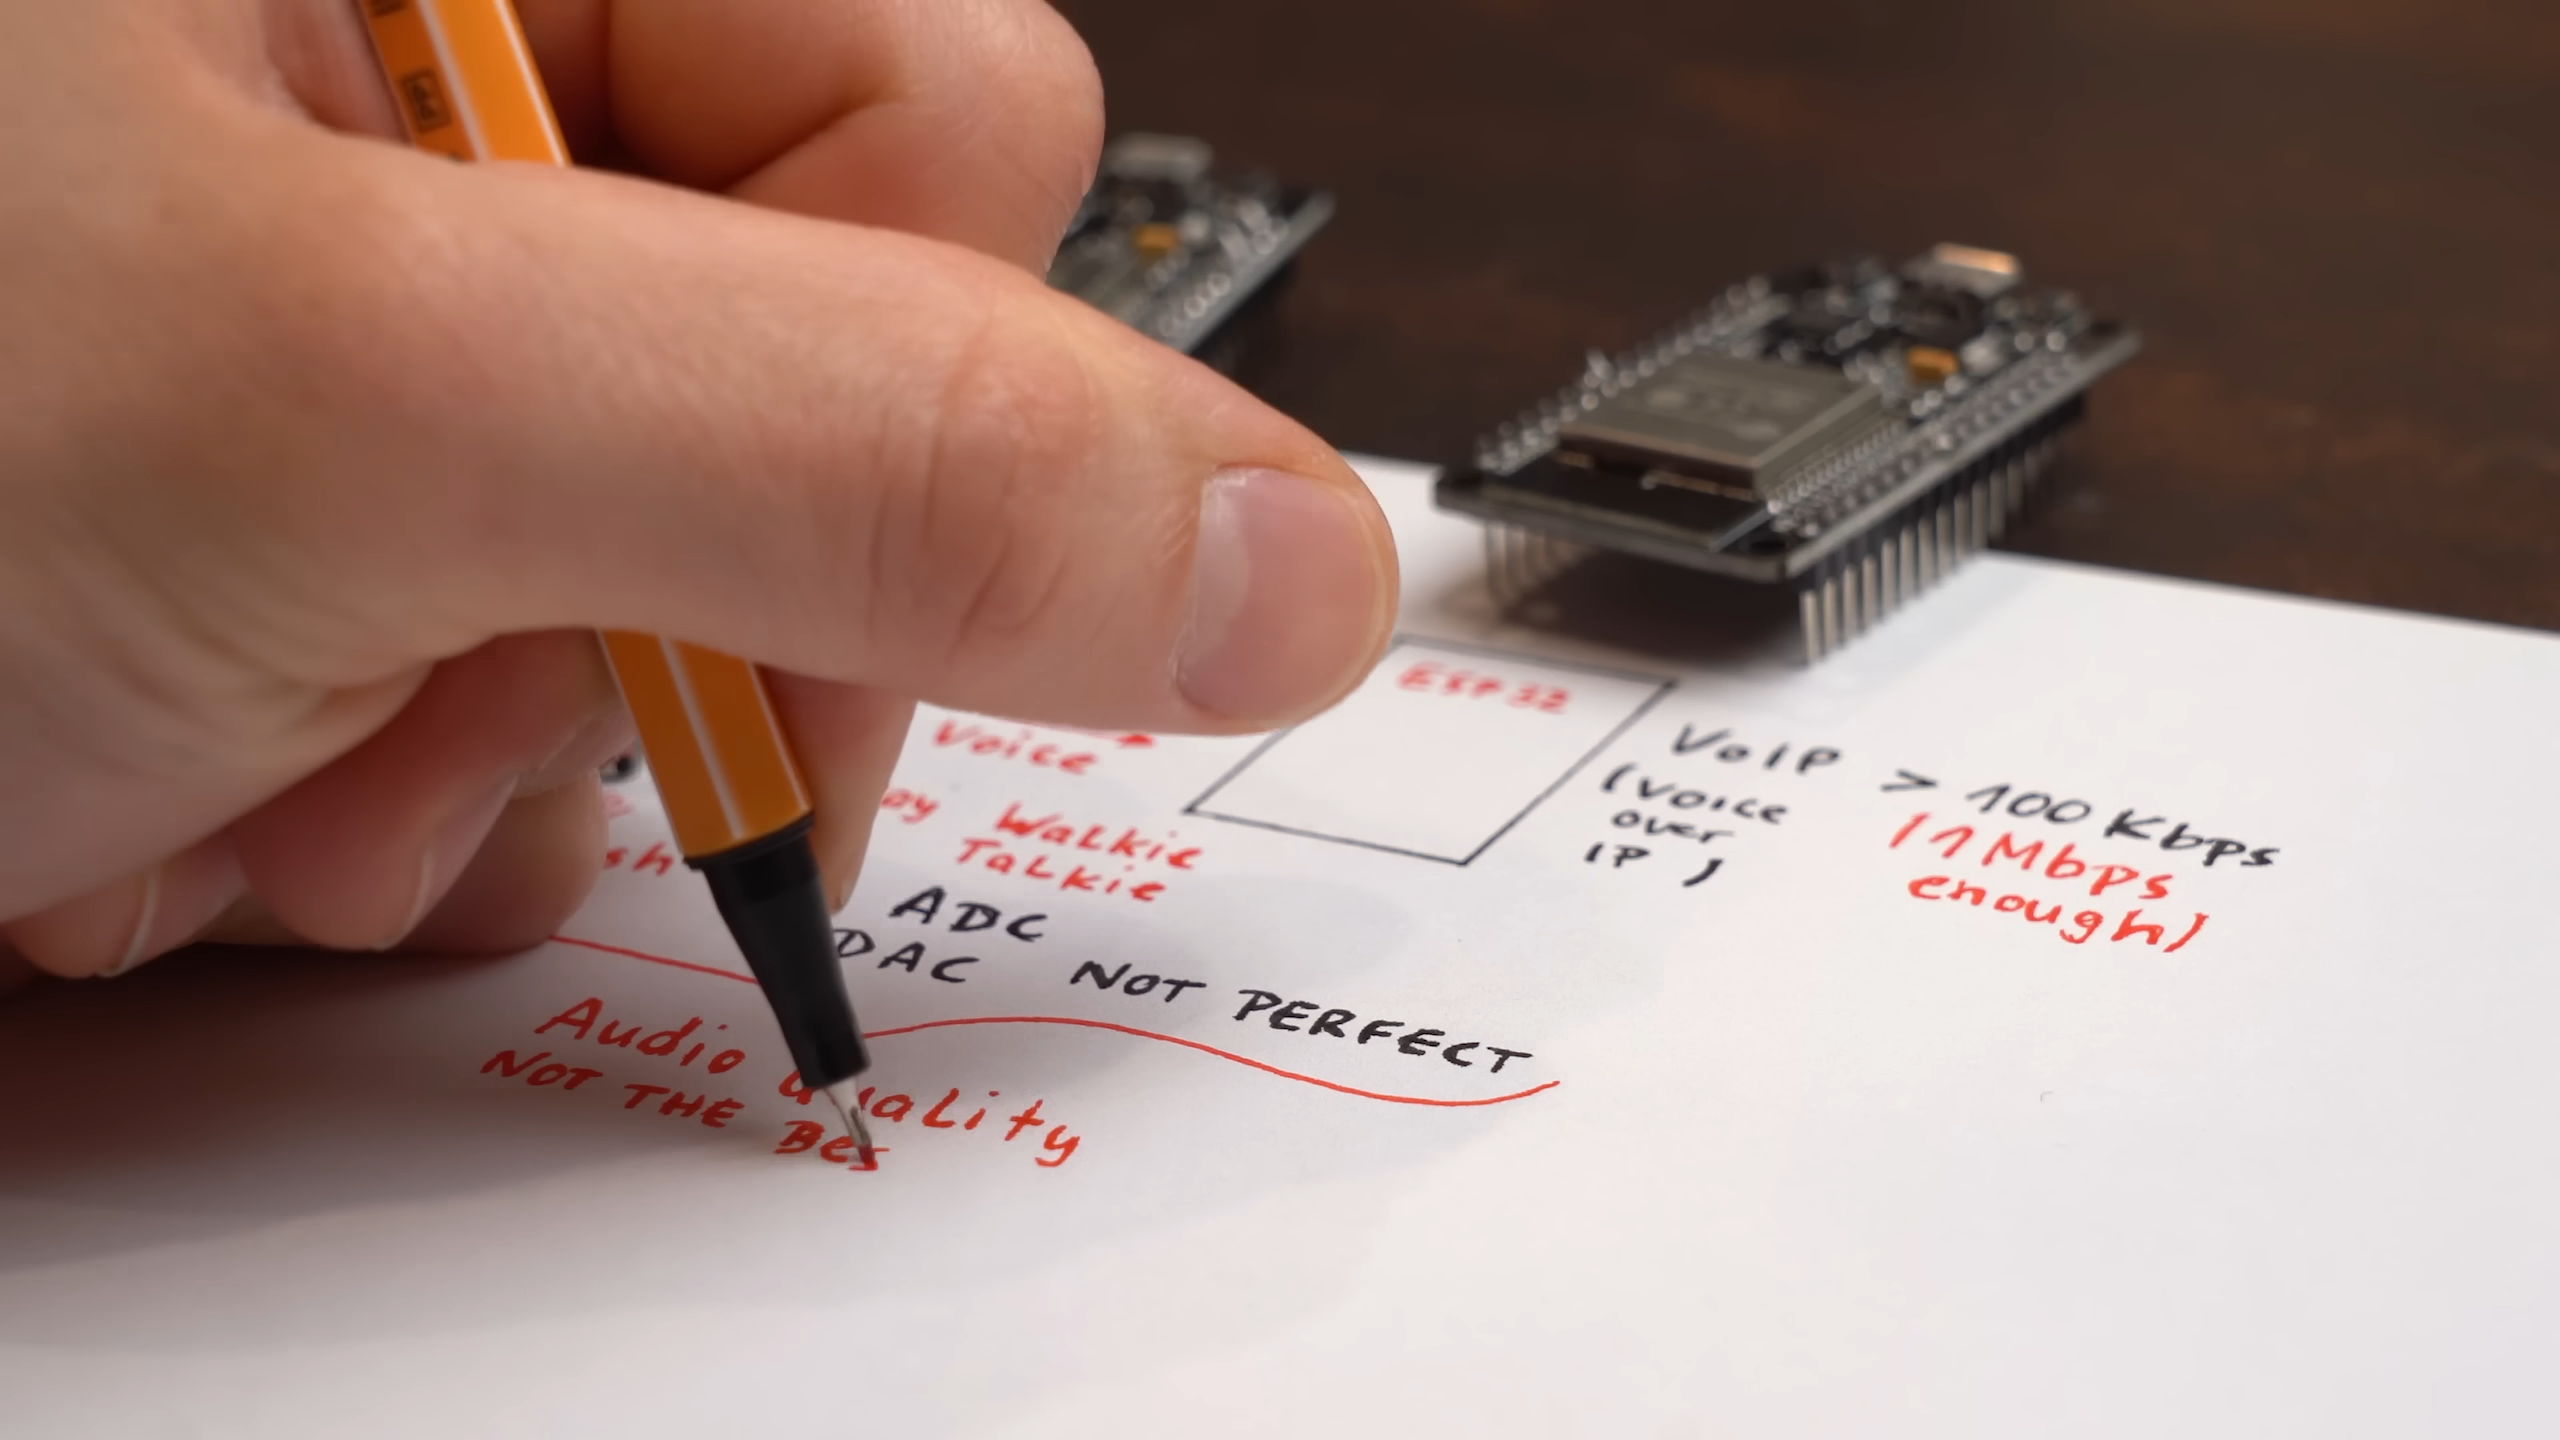 ESP32
Voice
VoIP > 100 Kbps
(Voice
over
IP)
(1 Mbps
enough)
Walkie
Talkie
ADC
DAC NOT PERFECT
Audio Quality
NOT THE Bes